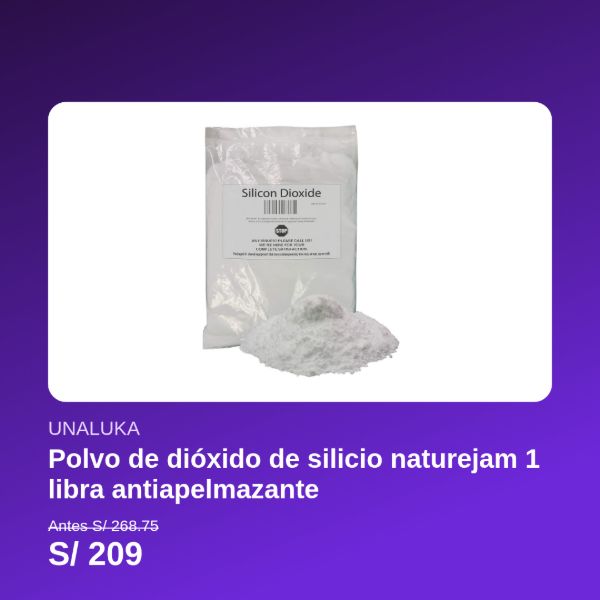 Silicon Dioxide
STOP
UNALUKA
Polvo de dióxido de silicio naturejam 1
libra antiapelmazante
Antes S/ 268.75
S/ 209